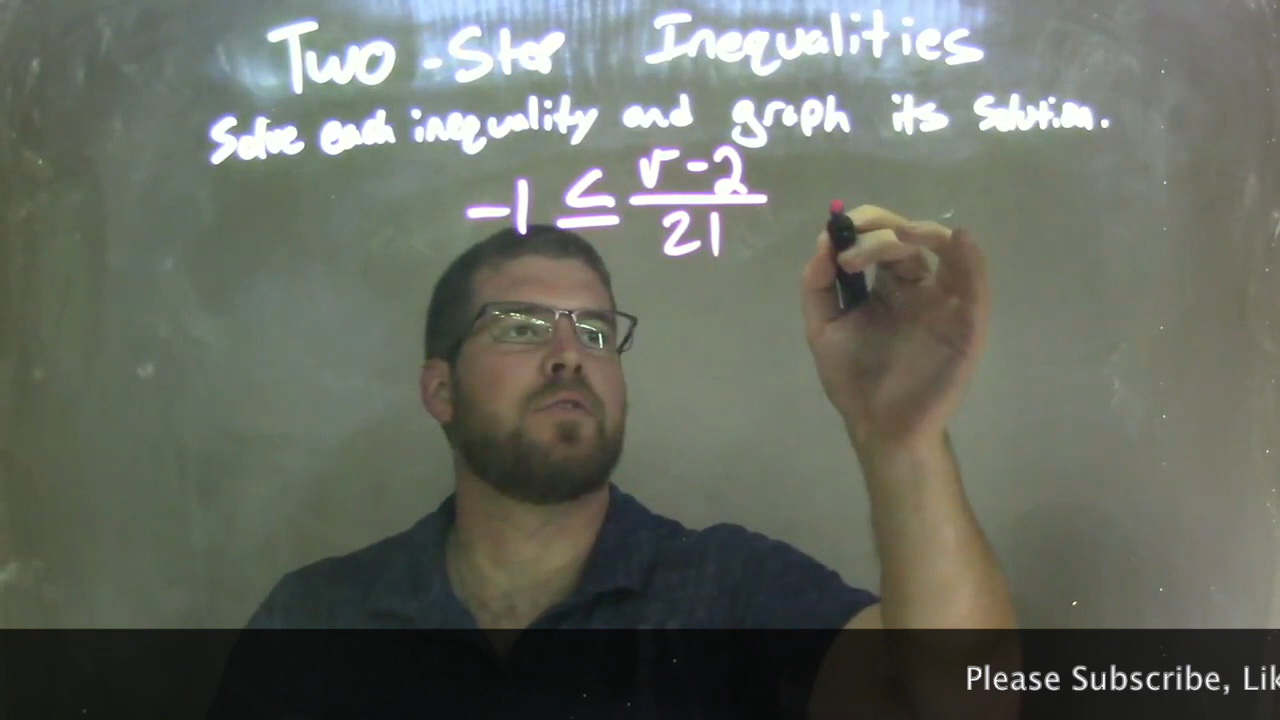 Two-Step Inequalities
Solve each inequality and graph its solution.
-1 ≤ v-2
21
Please Subscribe, Lik